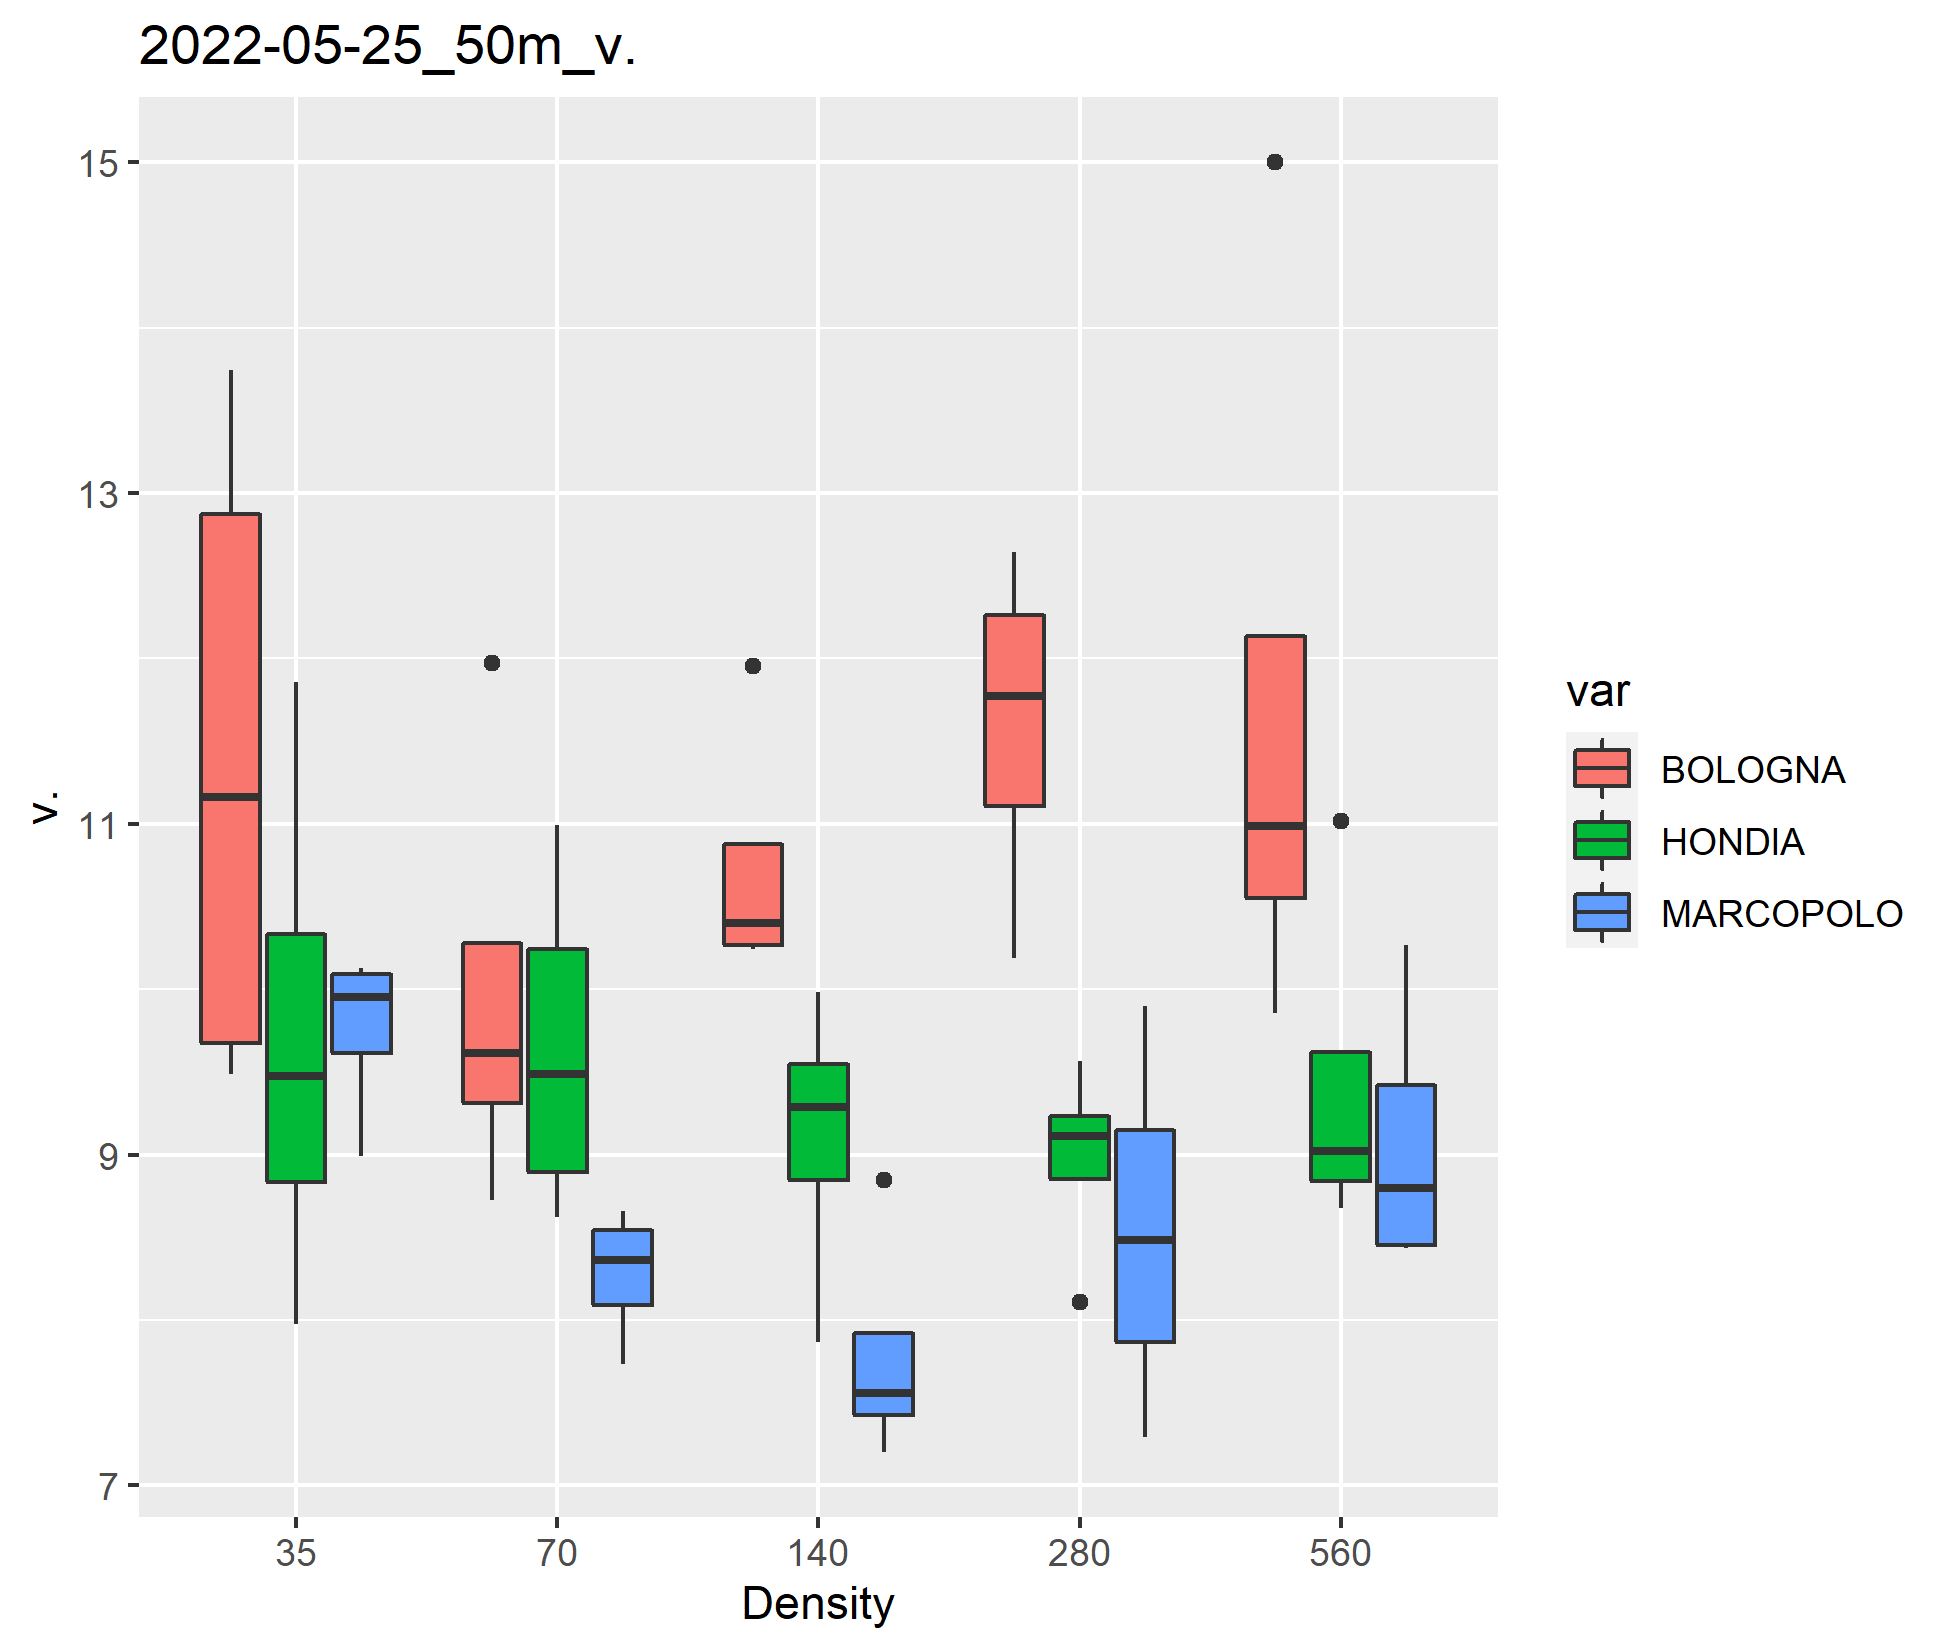 2022-05-25_50m_v.
15
13
11
9
7
v.
35 70 140 280 560
Density
var
BOLOGNA
HONDIA
MARCOPOLO